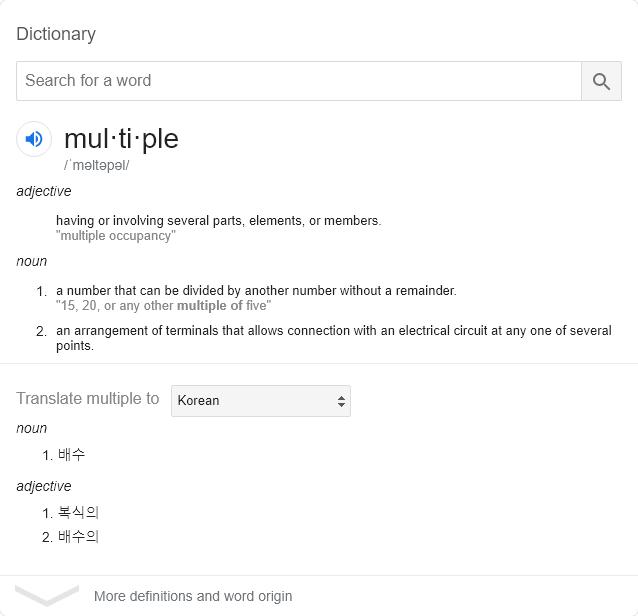 Dictionary
Search for a word
mul·ti·ple
/ˈməltəpəl/
adjective
having or involving several parts, elements, or members.
"multiple occupancy"
noun
1. a number that can be divided by another number without a remainder.
"15, 20, or any other multiple of five"
2. an arrangement of terminals that allows connection with an electrical circuit at any one of several
points.
Translate multiple to Korean
noun
1. 배수
adjective
1. 복식의
2. 배수의
More definitions and word origin